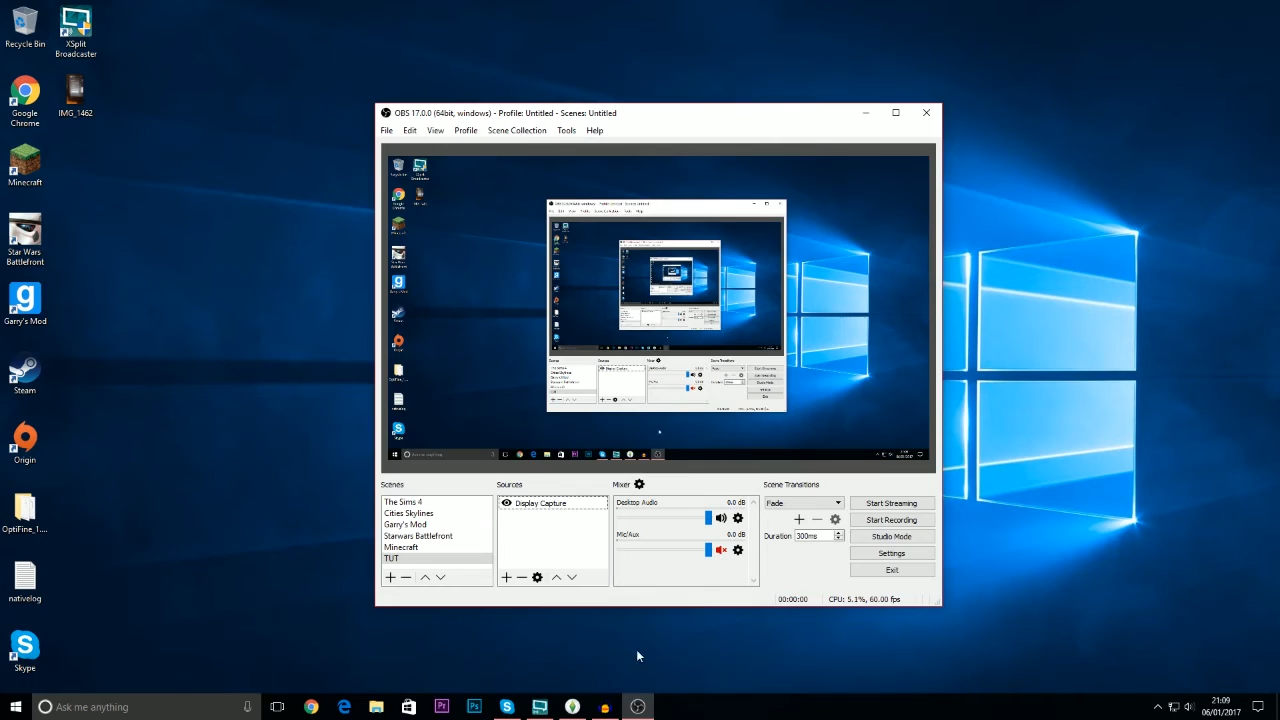 Recycle Bin
XSplit Broadcaster
Google Chrome
IMG_1462
Minecraft
Star Wars Battlefront
Garry's Mod
Steam
Origin
OptiFine_1....
nativelog
Skype
OBS 17.0.0 (64bit, windows) - Profile: Untitled - Scenes: Untitled
File Edit View Profile Scene Collection Tools Help
Scenes
The Sims 4
Cities Skylines
Garry's Mod
Starwars Battlefront
Minecraft
TUT
Sources
Display Capture
Mixer
Desktop Audio 0.0 dB
Mic/Aux 0.0 dB
Scene Transitions
Fade
Duration 300ms
Start Streaming
Start Recording
Studio Mode
Settings
Exit
00:00:00 CPU: 5.1%, 60.00 fps
Ask me anything
Pr
Ps
21:09
06/01/2017